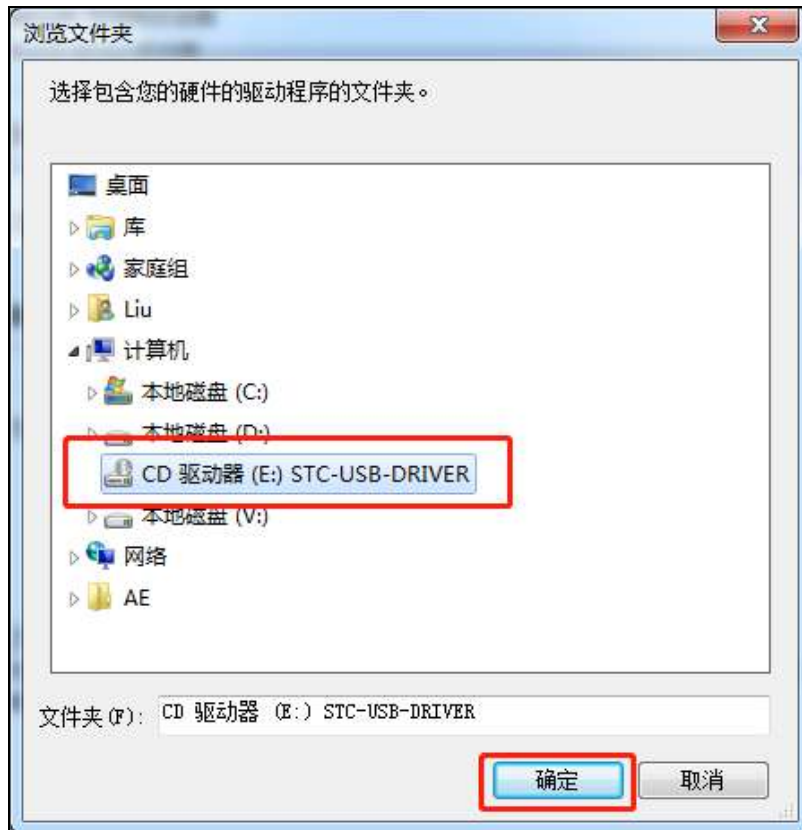 浏览文件夹
选择包含您的硬件的驱动程序的文件夹。
桌面
库
家庭组
Liu
计算机
本地磁盘 (C:)
本地磁盘 (D:)
CD 驱动器 (E:) STC-USB-DRIVER
本地磁盘 (V:)
网络
AE
文件夹(F): CD 驱动器 (E:) STC-USB-DRIVER
确定 取消